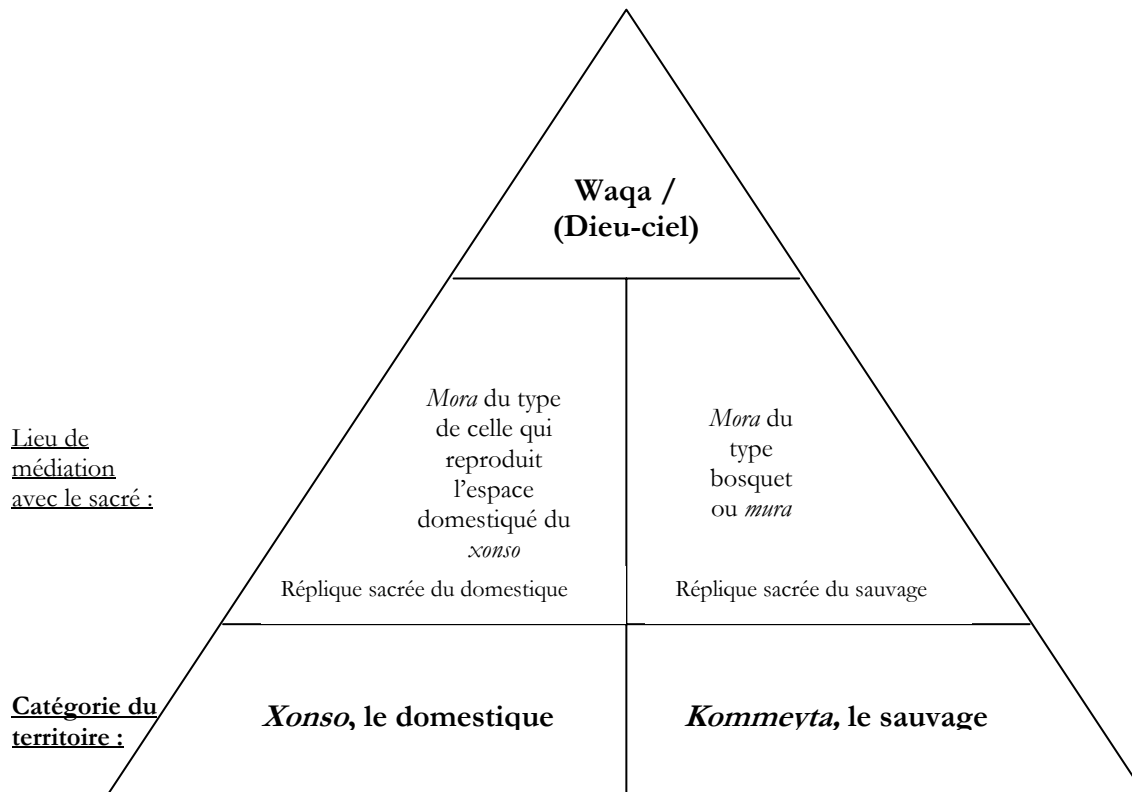 Waqa /
(Dieu-ciel)
Lieu de
médiation
avec le sacré :
Mora du type
de celle qui
reproduit
l’espace
domestiqué du
xonso
Réplique sacrée du domestique
Mora du
type
bosquet
ou mura
Réplique sacrée du sauvage
Catégorie du
territoire :
Xonso, le domestique
Kommeyta, le sauvage